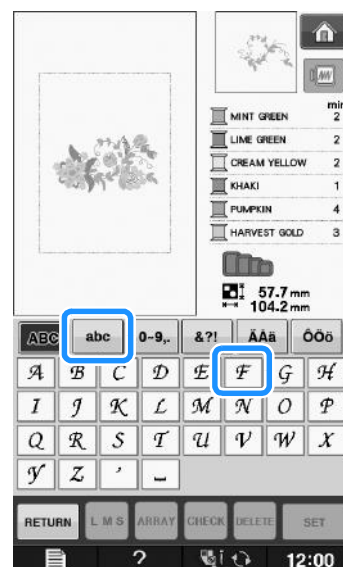 min
MINT GREEN 2
LIME GREEN 2
CREAM YELLOW 2
KHAKI 1
PUMPKIN 4
HARVEST GOLD 3
57.7 mm
104.2 mm
ABC abc 0-9,. &?! ÄÅä ÔÖö
A B C D E F G H
I J K L M N O P
Q R S T U V W X
Y Z ' _
RETURN L M S ARRAY CHECK DELETE SET
? i 12:00